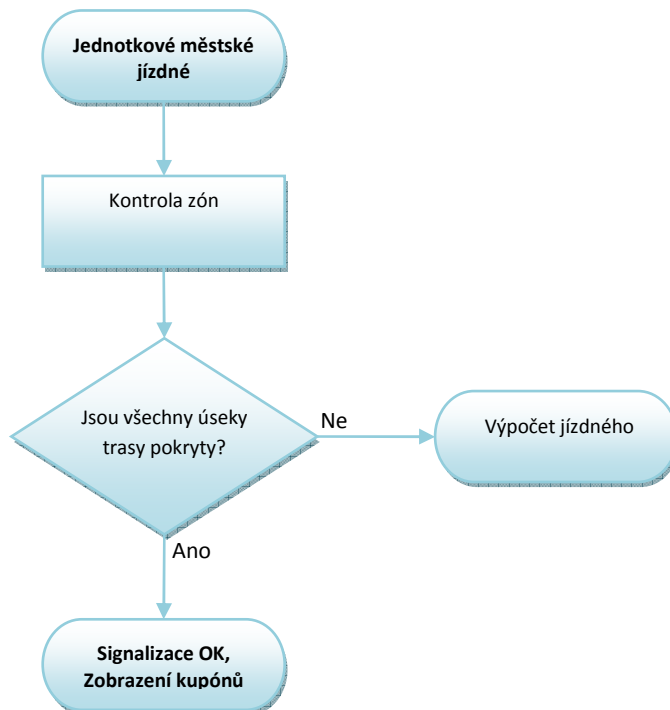 Jednotkové městské
jízdné
Kontrola zón
Jsou všechny úseky
trasy pokryty?
Ne
Výpočet jízdného
Ano
Signalizace OK,
Zobrazení kupónů